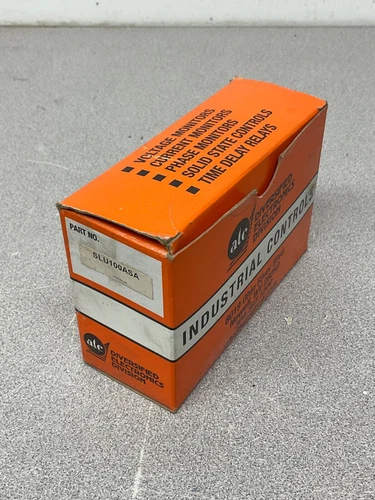 VOLTAGE MONITORS
CURRENT MONITORS
PHASE MONITORS
SOLID STATE CONTROLS
TIME DELAY RELAYS
PART NO.
SLU100ASA
atc
DIVERSIFIED
ELECTRONICS
DIVISION
INDUSTRIAL CONTROLS
atc
DIVERSIFIED
ELECTRONICS
DIVISION